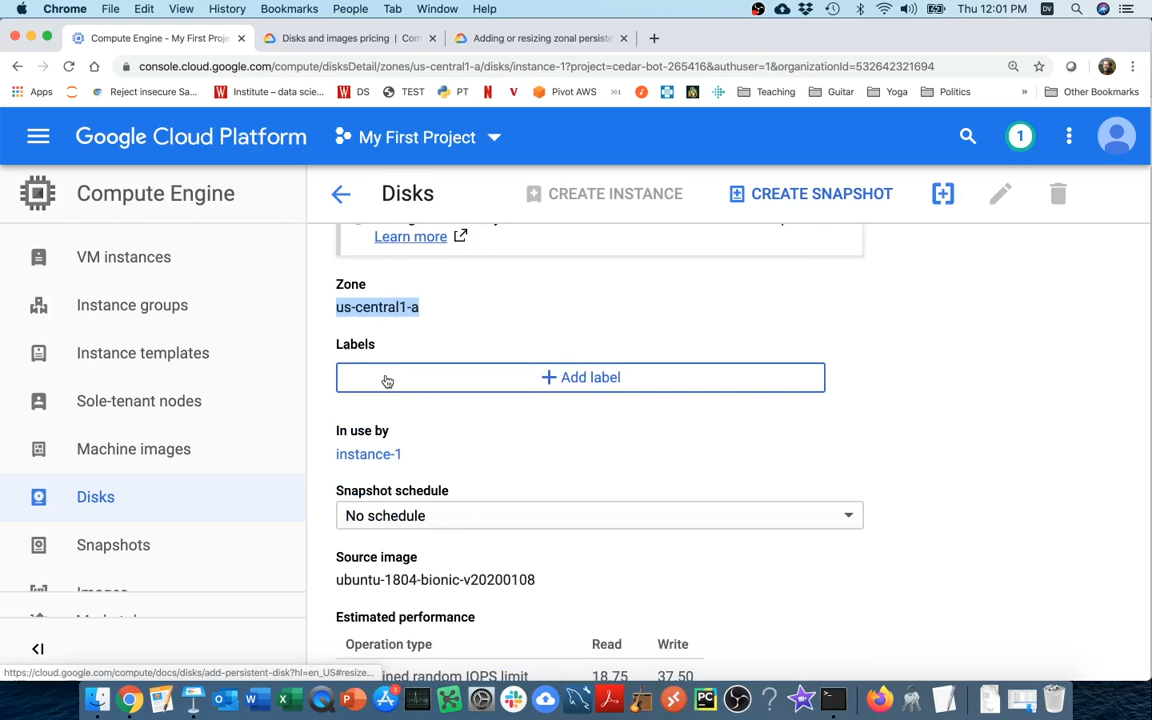 Chrome File Edit View History Bookmarks People Tab Window Help Thu 12:01 PM DV
Compute Engine - My First Proje Disks and images pricing | Com Adding or resizing zonal persiste
console.cloud.google.com/compute/disksDetail/zones/us-central1-a/disks/instance-1?project=cedar-bot-265416&authuser=1&organizationId=532642321694
Apps Reject insecure Sa... Institute – data scie... DS TEST PT Pivot AWS 101 Teaching Guitar Yoga Politics » Other Bookmarks
Google Cloud Platform My First Project 1
Compute Engine
Disks CREATE INSTANCE CREATE SNAPSHOT
VM instances
Instance groups
Instance templates
Sole-tenant nodes
Machine images
Disks
Snapshots
Images
Learn more
Zone
us-central1-a
Labels
+ Add label
In use by
instance-1
Snapshot schedule
No schedule
Source image
ubuntu-1804-bionic-v20200108
Estimated performance
Operation type Read Write
ined random IOPS limit 18.75 37.50
https://cloud.google.com/compute/docs/disks/add-persistent-disk?hl=en_US#resize...